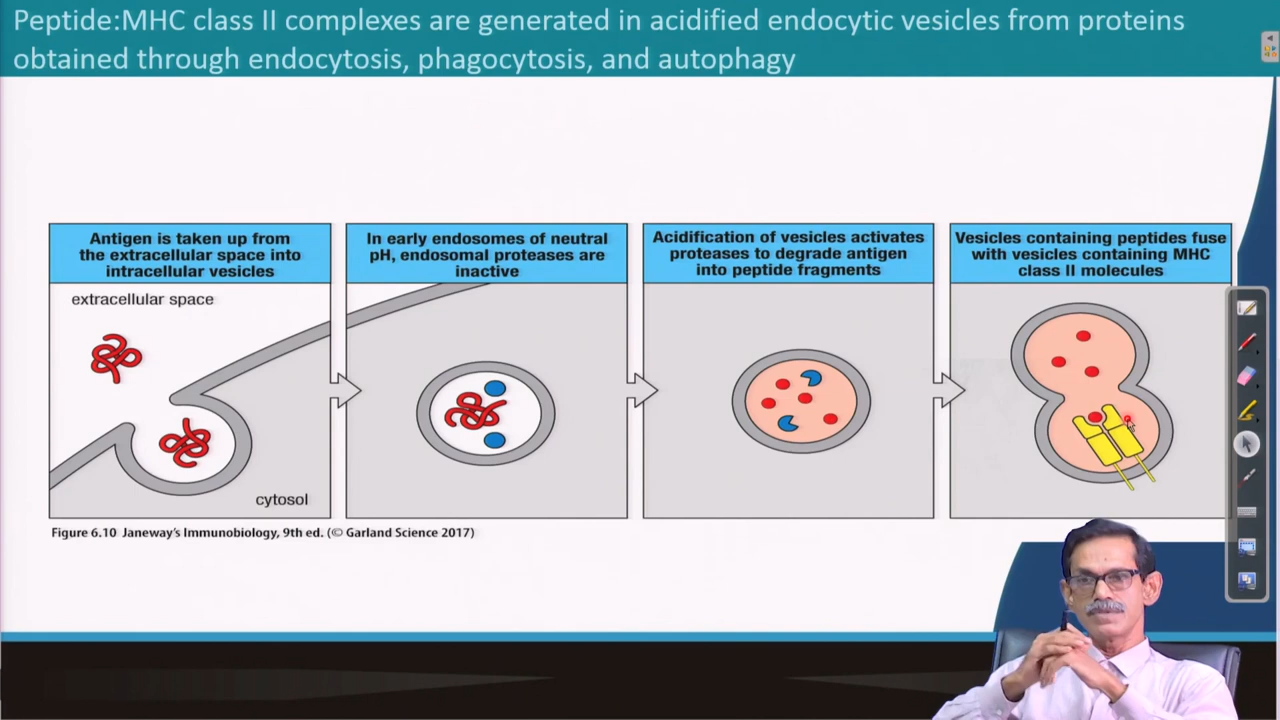 Peptide:MHC class II complexes are generated in acidified endocytic vesicles from proteins
obtained through endocytosis, phagocytosis, and autophagy
Antigen is taken up from
the extracellular space into
intracellular vesicles
extracellular space
cytosol
In early endosomes of neutral
pH, endosomal proteases are
inactive
Acidification of vesicles activates
proteases to degrade antigen
into peptide fragments
Vesicles containing peptides fuse
with vesicles containing MHC
class II molecules
Figure 6.10 Janeway's Immunobiology, 9th ed. (© Garland Science 2017)